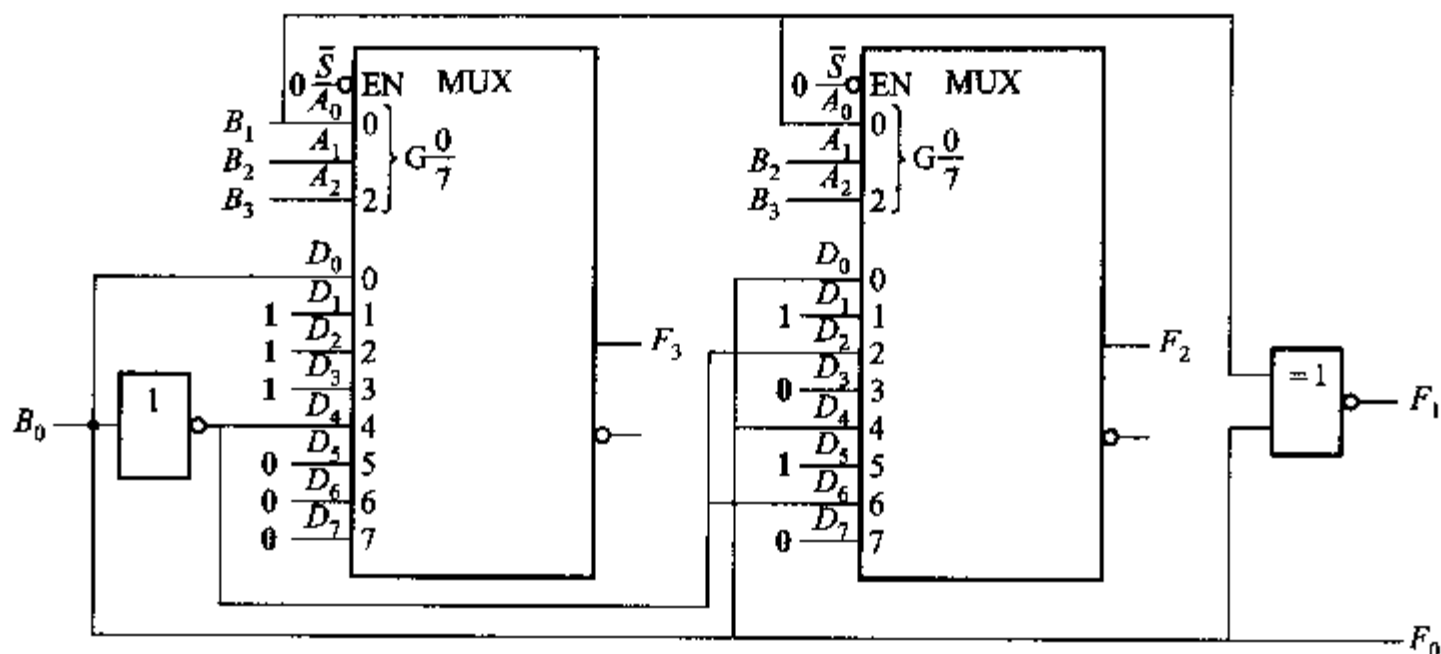 0 S̅ EN MUX
A₀
B₁ 0
A₁
B₂ G 0/7
A₂
B₃ 2
D₀ 0
1 D₁ 1
1 D₂ 2
1 D₃ 3
D₄ 4
0 D₅ 5
0 D₆ 6
0 D₇ 7
F₃
B₀
1
0 S̅ EN MUX
A₀
0
A₁
B₂ G 0/7
A₂
B₃ 2
D₀ 0
1 D₁ 1
D₂ 2
0 D₃ 3
D₄ 4
1 D₅ 5
D₆ 6
0 D₇ 7
F₂
=1
F₁
F₀